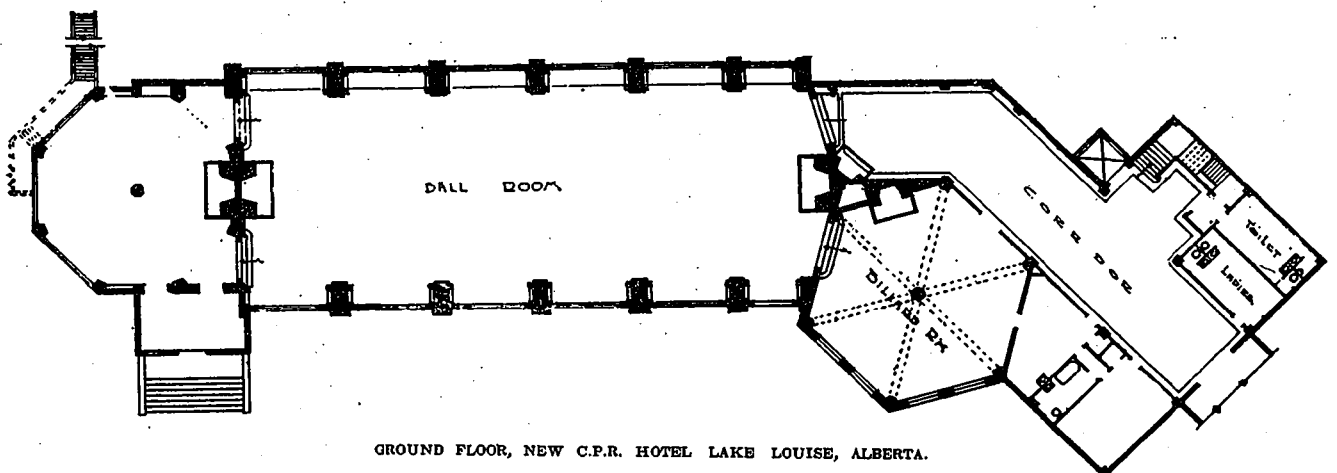 BALL ROOM
CORRIDOR
BILLIARD RM
Toilet
Ladies
GROUND FLOOR, NEW C.P.R. HOTEL LAKE LOUISE, ALBERTA.